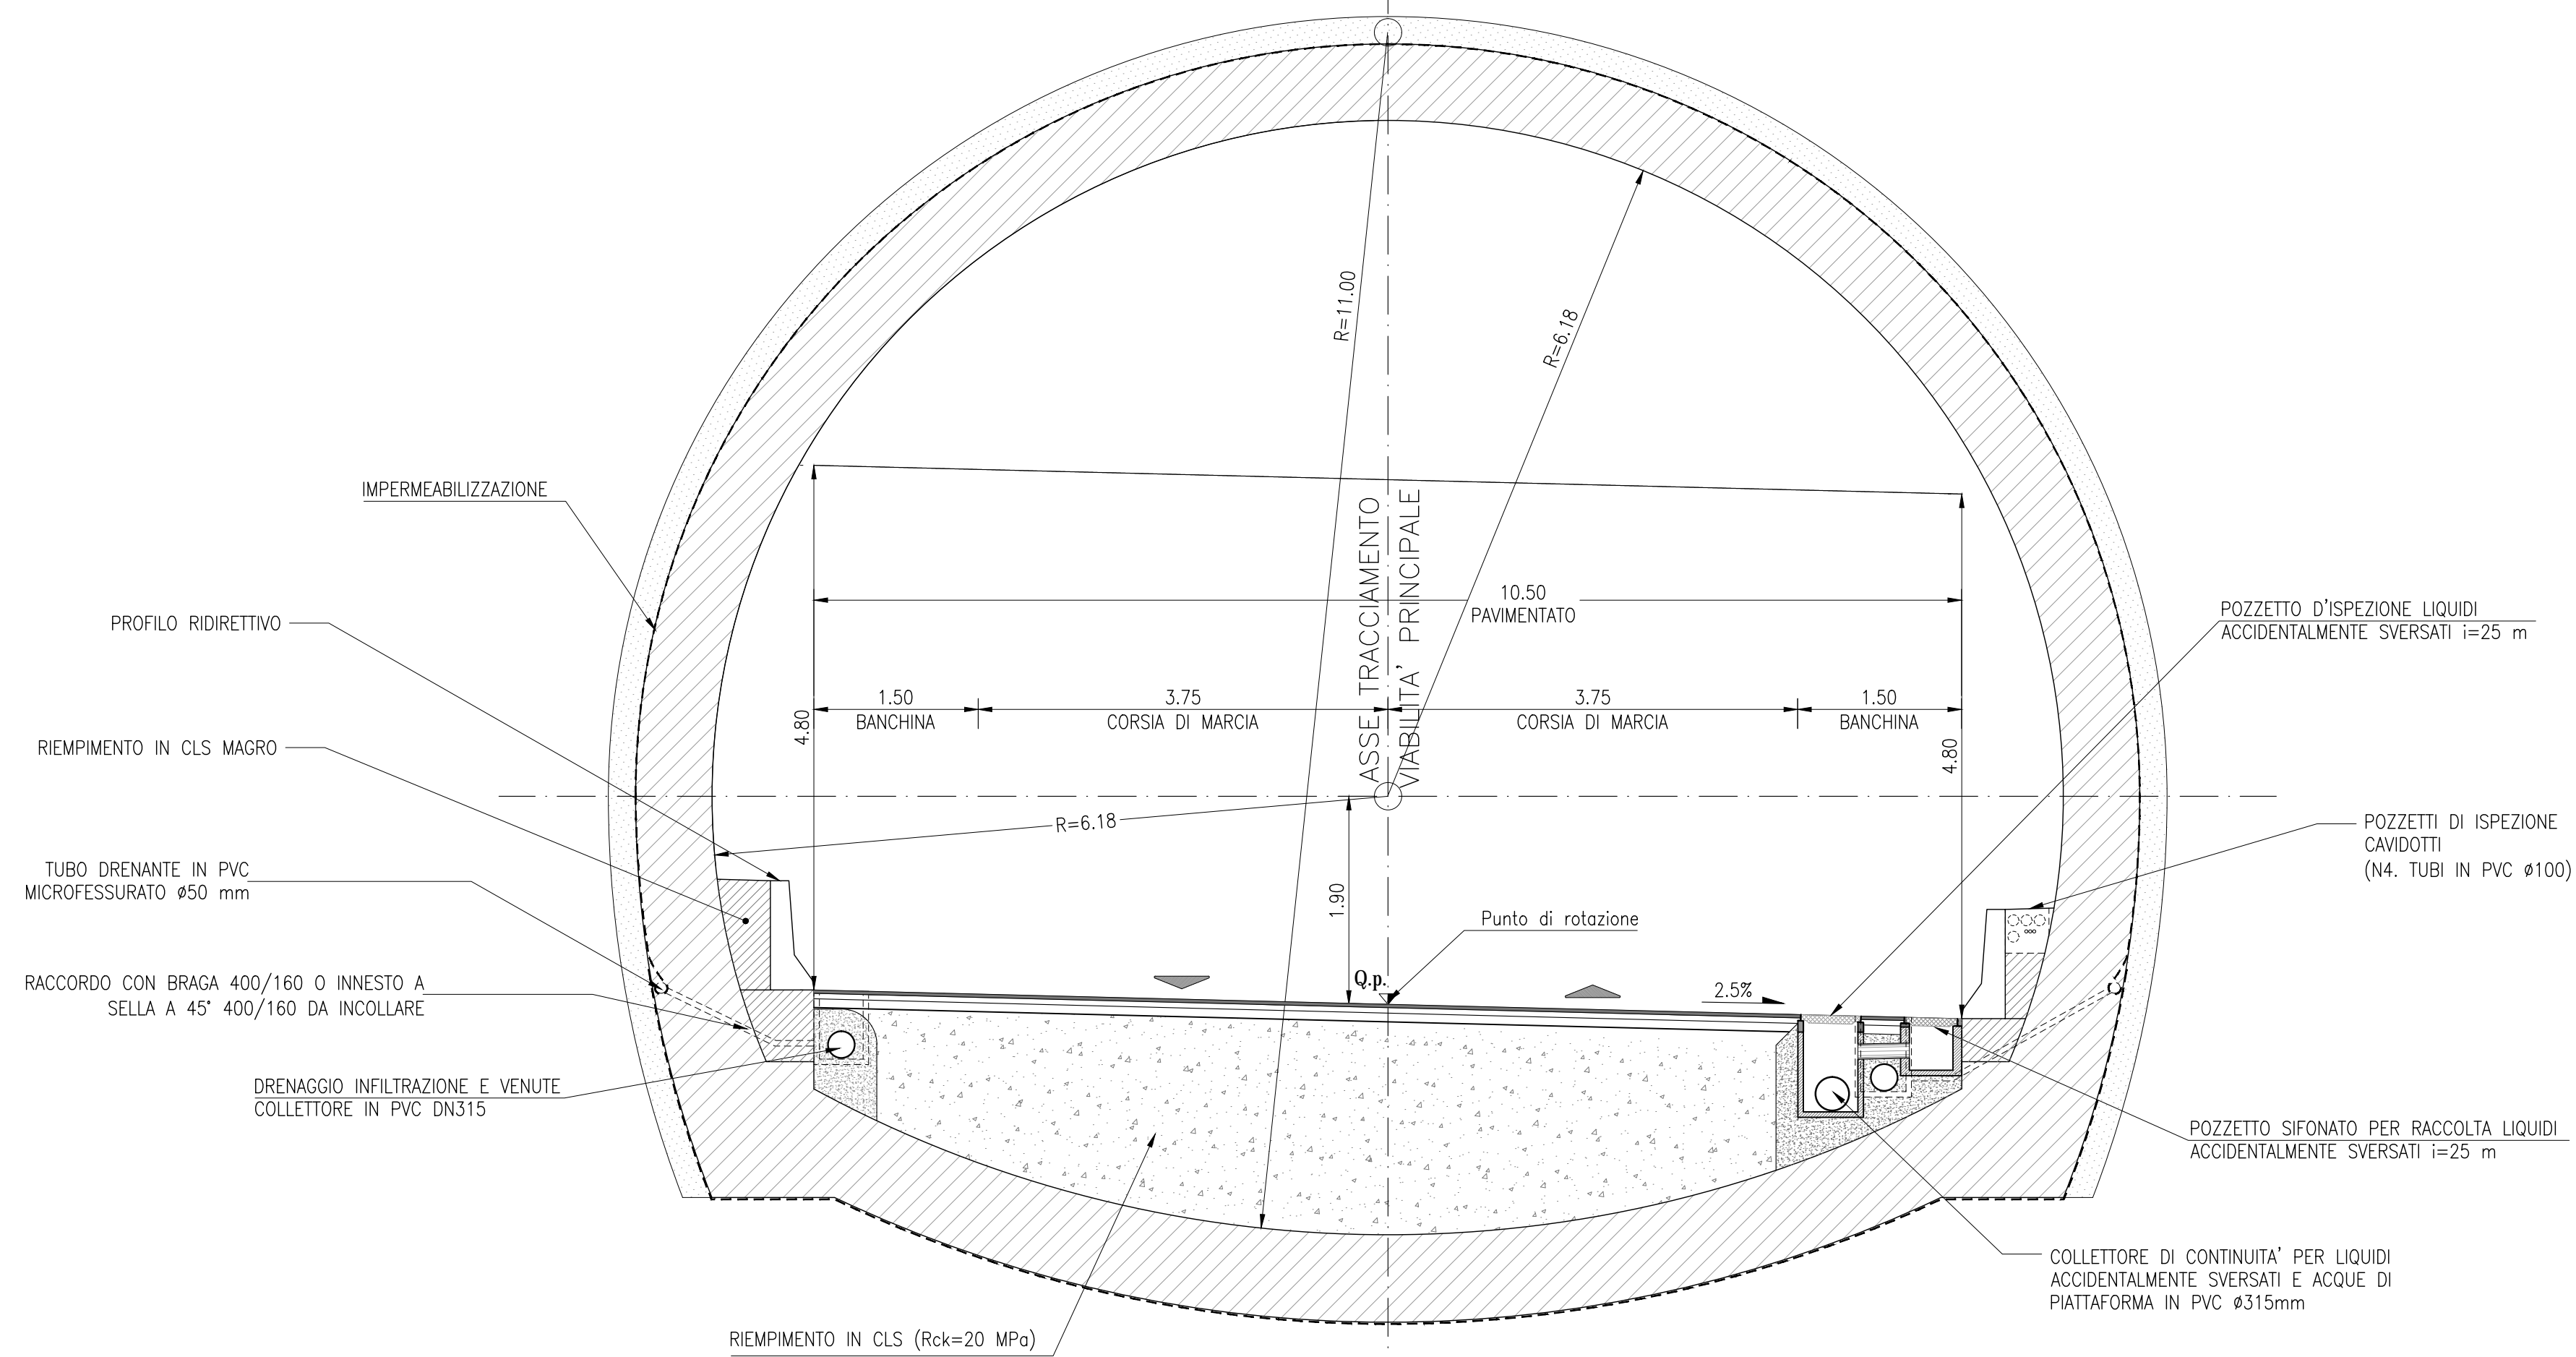 R=11.00
R=6.18
IMPERMEABILIZZAZIONE
ASSE TRACCIAMENTO
VIABILITA' PRINCIPALE
10.50
PAVIMENTATO
PROFILO RIDIRETTIVO
POZZETTO D'ISPEZIONE LIQUIDI
ACCIDENTALMENTE SVERSATI i=25 m
1.50
BANCHINA
3.75
CORSIA DI MARCIA
3.75
CORSIA DI MARCIA
1.50
BANCHINA
4.80
4.80
RIEMPIMENTO IN CLS MAGRO
R=6.18
POZZETTI DI ISPEZIONE
CAVIDOTTI
(N4. TUBI IN PVC ø100)
TUBO DRENANTE IN PVC
MICROFESSURATO ø50 mm
1.90
Punto di rotazione
Q.p.
2.5%
RACCORDO CON BRAGA 400/160 O INNESTO A
SELLA A 45° 400/160 DA INCOLLARE
DRENAGGIO INFILTRAZIONE E VENUTE
COLLETTORE IN PVC DN315
POZZETTO SIFONATO PER RACCOLTA LIQUIDI
ACCIDENTALMENTE SVERSATI i=25 m
COLLETTORE DI CONTINUITA' PER LIQUIDI
ACCIDENTALMENTE SVERSATI E ACQUE DI
PIATTAFORMA IN PVC ø315mm
RIEMPIMENTO IN CLS (Rck=20 MPa)